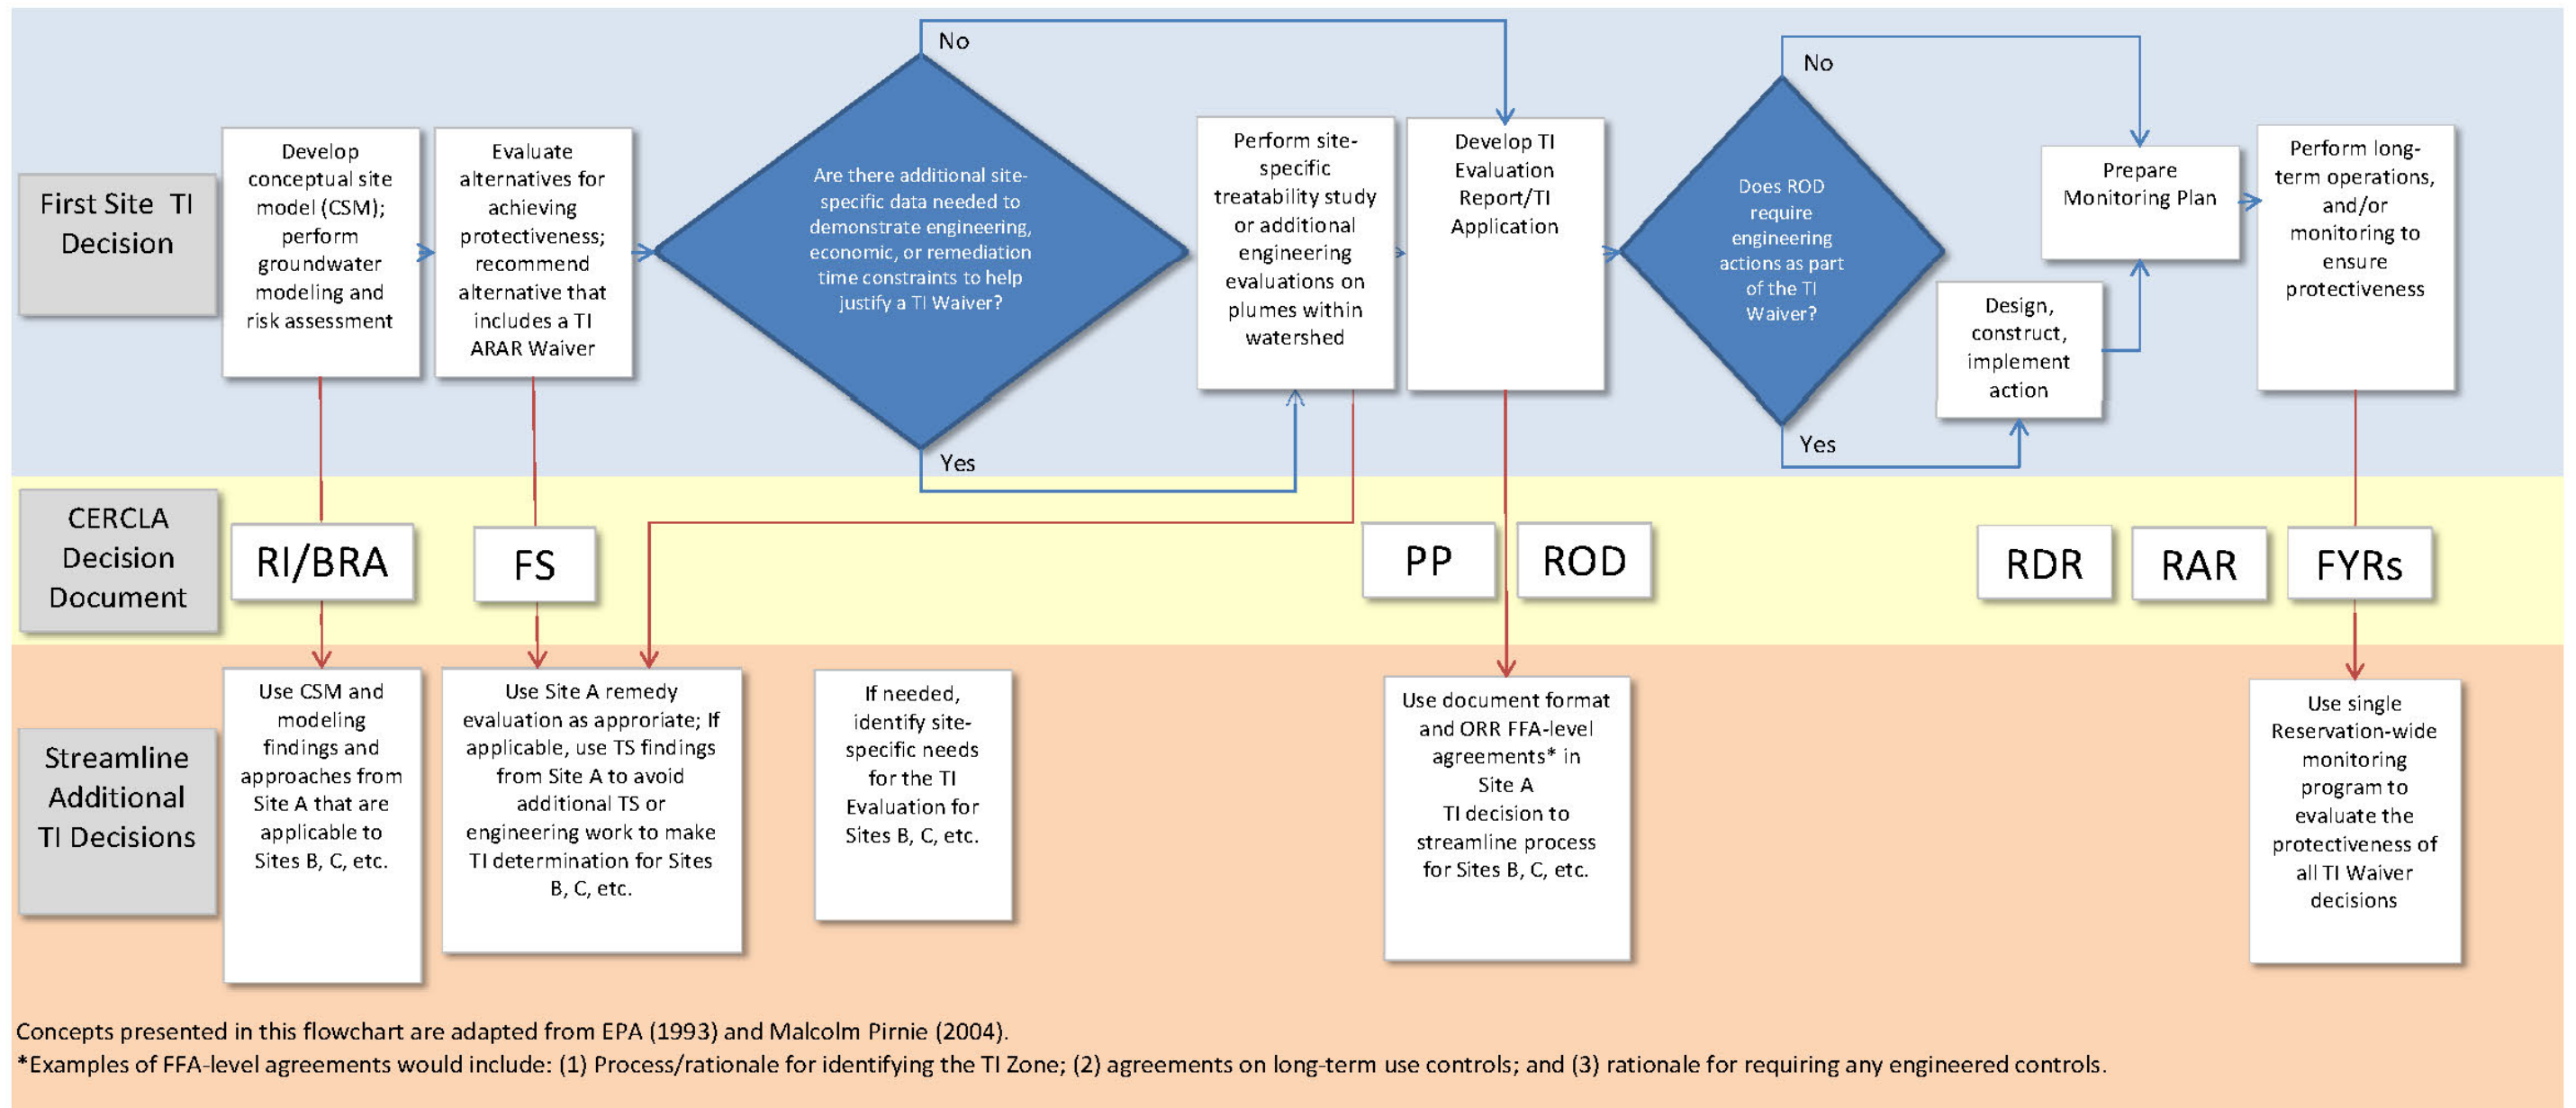 First Site TI
Decision
Develop
conceptual site
model (CSM);
perform
groundwater
modeling and
risk assessment
Evaluate
alternatives for
achieving
protectiveness;
recommend
alternative that
includes a TI
ARAR Waiver
No
Are there additional site-
specific data needed to
demonstrate engineering,
economic, or remediation
time constraints to help
justify a TI Waiver?
Yes
Perform site-
specific
treatability study
or additional
engineering
evaluations on
plumes within
watershed
Develop TI
Evaluation
Report/TI
Application
No
Does ROD
require
engineering
actions as part
of the TI
Waiver?
Yes
Design,
construct,
implement
action
Prepare
Monitoring Plan
Perform long-
term operations,
and/or
monitoring to
ensure
protectiveness
CERCLA
Decision
Document
RI/BRA
FS
PP
ROD
RDR
RAR
FYRs
Streamline
Additional
TI Decisions
Use CSM and
modeling
findings and
approaches from
Site A that are
applicable to
Sites B, C, etc.
Use Site A remedy
evaluation as approriate; If
applicable, use TS findings
from Site A to avoid
additional TS or
engineering work to make
TI determination for Sites
B, C, etc.
If needed,
identify site-
specific needs
for the TI
Evaluation for
Sites B, C, etc.
Use document format
and ORR FFA-level
agreements* in
Site A
TI decision to
streamline process
for Sites B, C, etc.
Use single
Reservation-wide
monitoring
program to
evaluate the
protectiveness of
all TI Waiver
decisions
Concepts presented in this flowchart are adapted from EPA (1993) and Malcolm Pirnie (2004).
*Examples of FFA-level agreements would include: (1) Process/rationale for identifying the TI Zone; (2) agreements on long-term use controls; and (3) rationale for requiring any engineered controls.